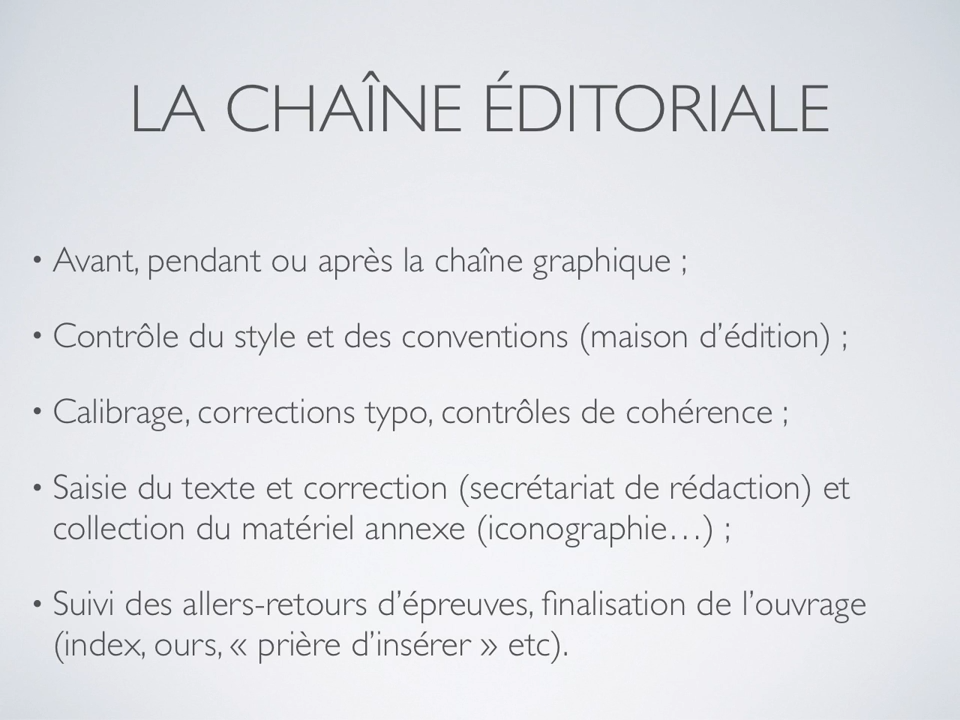 LA CHAÎNE ÉDITORIALE
• Avant, pendant ou après la chaîne graphique ;
• Contrôle du style et des conventions (maison d’édition) ;
• Calibrage, corrections typo, contrôles de cohérence ;
• Saisie du texte et correction (secrétariat de rédaction) et
collection du matériel annexe (iconographie…) ;
• Suivi des allers-retours d’épreuves, finalisation de l’ouvrage
(index, ours, « prière d’insérer » etc).